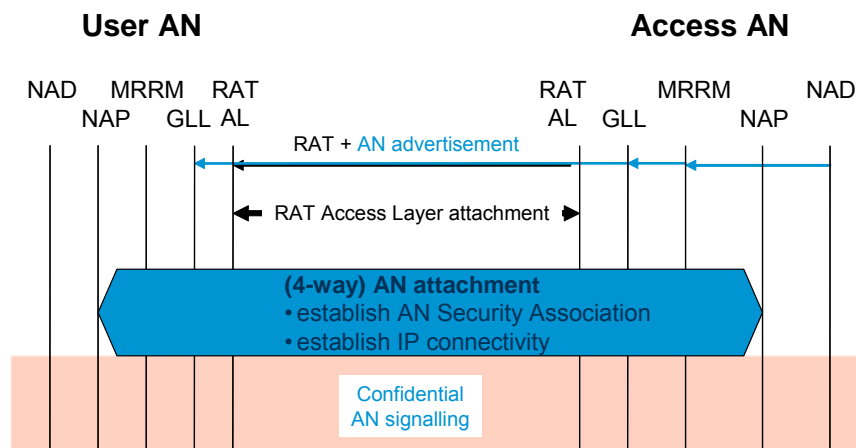 User AN
Access AN
NAD
NAP
MRRM
GLL
RAT
AL
RAT
AL
GLL
MRRM
NAP
NAD
RAT + AN advertisement
RAT Access Layer attachment
(4-way) AN attachment
• establish AN Security Association
• establish IP connectivity
Confidential
AN signalling